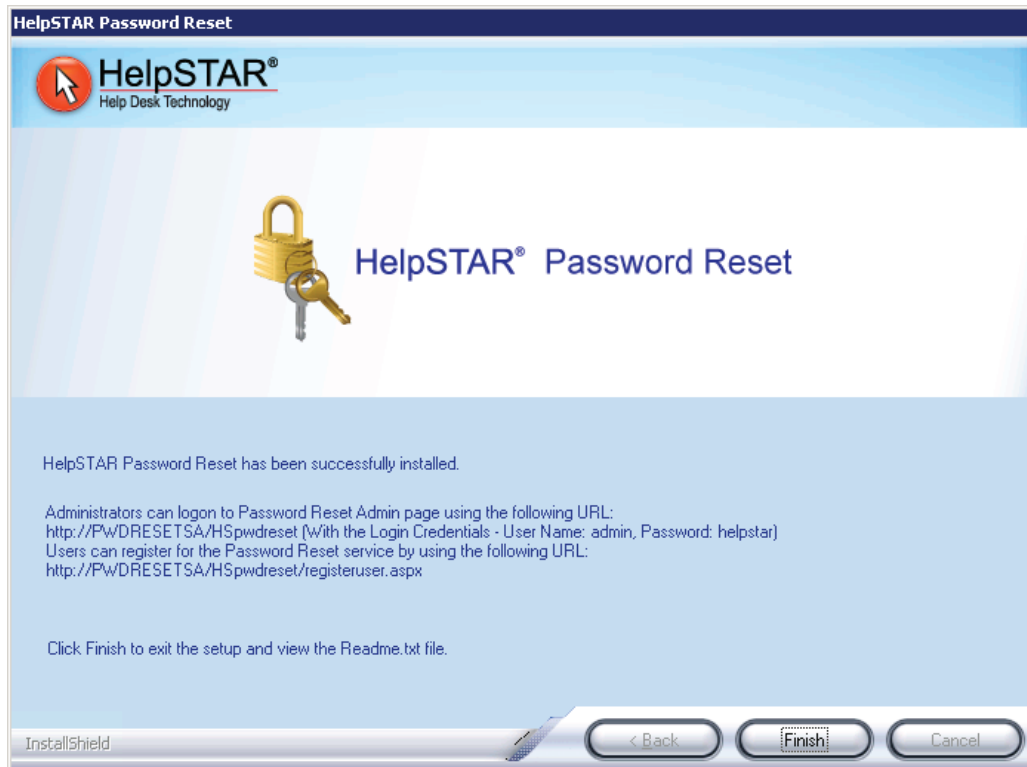 HelpSTAR Password Reset
HelpSTAR®
Help Desk Technology
HelpSTAR® Password Reset
HelpSTAR Password Reset has been successfully installed.
Administrators can logon to Password Reset Admin page using the following URL:
http://PWDRESETSA/HSpwdreset (With the Login Credentials - User Name: admin, Password: helpstar)
Users can register for the Password Reset service by using the following URL:
http://PWDRESETSA/HSpwdreset/registeruser.aspx
Click Finish to exit the setup and view the Readme.txt file.
InstallShield
< Back
Finish
Cancel